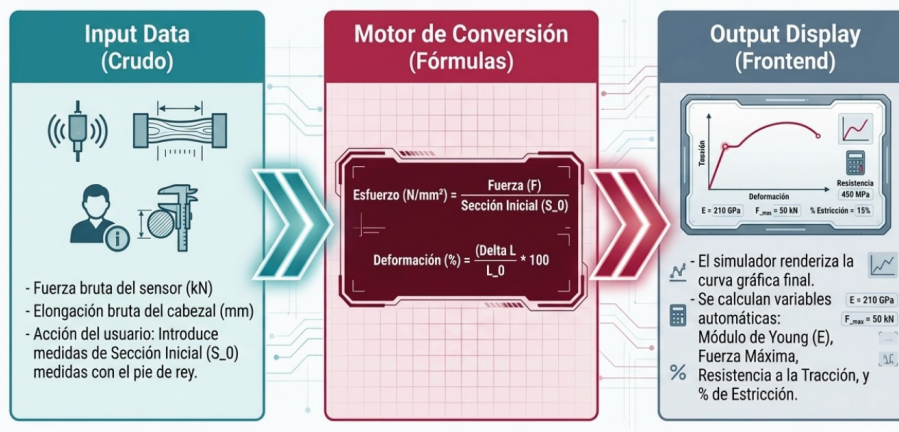 Input Data
(Crudo)
- Fuerza bruta del sensor (kN)
- Elongación bruta del cabezal (mm)
- Acción del usuario: Introduce
medidas de Sección Inicial (S_0)
medidas con el pie de rey.
Motor de Conversión
(Fórmulas)
Esfuerzo (N/mm²) = Fuerza (F)
Sección Inicial (S_0)
Deformación (%) = (Delta L
L_0 * 100
Output Display
(Frontend)
Deformación
Resistencia
450 MPa
E = 210 GPa
F_max = 50 kN
% Estricción = 15%
- El simulador renderiza la
curva gráfica final.
- Se calculan variables
automáticas:
Módulo de Young (E),
Fuerza Máxima,
Resistencia a la Tracción, y
% de Estricción.
E = 210 GPa
F_max = 50 kN
%